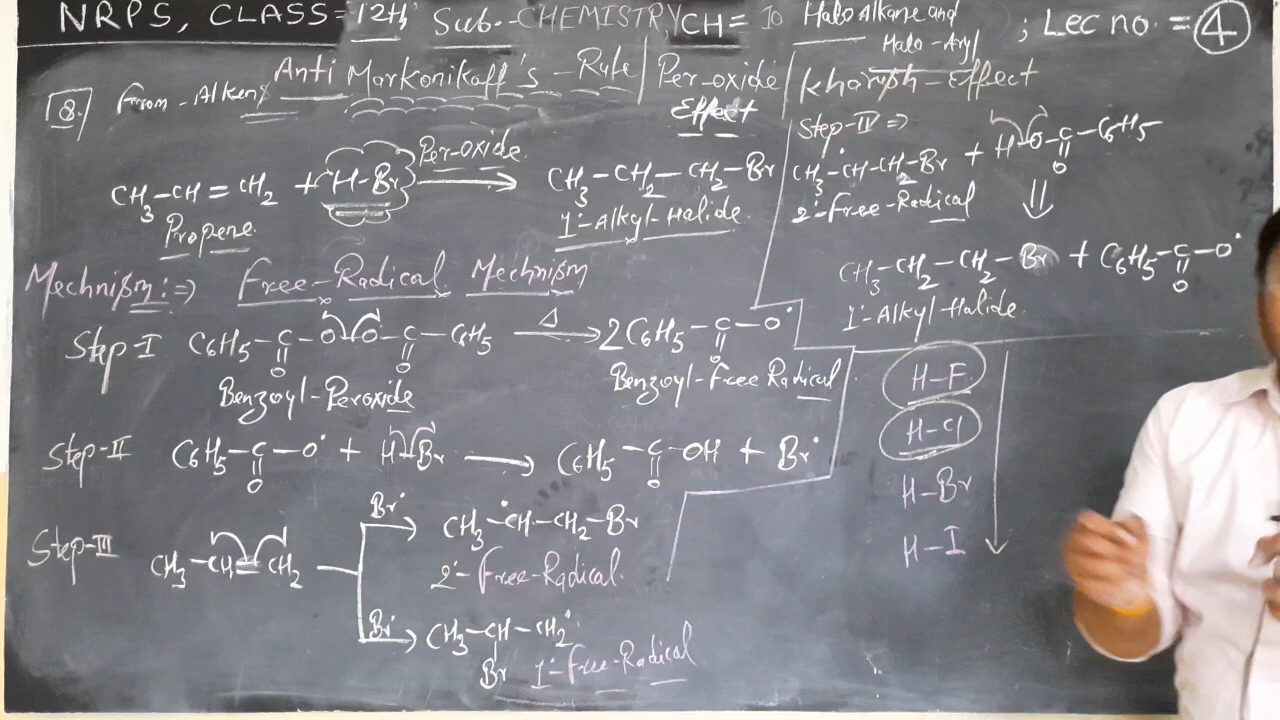 NRPS, CLASS=12th Sub.-CHEMISTRY, CH= 10 Halo Alkane and Halo-Aryl ; Lec no. = 4
Anti Markonikoff's-Rule / Per-oxide Effect / kharash-Effect
8. From-Alkenes
CH3-CH=CH2 + H-Br Per-oxide → CH3-CH2-CH2-Br
Propene 1°-Alkyl-Halide
Mechnism:=) Free-Radical Mechnism
Step-I C6H5-C-O-O-C-C6H5 Δ → 2C6H5-C-O•
O O O
Benzoyl-Peroxide Benzoyl-Free Radical
Step-II C6H5-C-O• + H-Br → C6H5-C-OH + Br•
O O
Step-III CH3-CH=CH2
Br• → CH3-•CH-CH2-Br
2°-Free-Radical.
Br• → CH3-CH-CH2•
Br 1°-Free-Radical
Step-IV =>
CH3-•CH-CH2-Br + H-O-C-C6H5
O
2°-Free-Radical ⇓
CH3-CH2-CH2-Br + C6H5-C-O•
O
1°-Alkyl-Halide.
H-F
H-Cl
H-Br
H-I